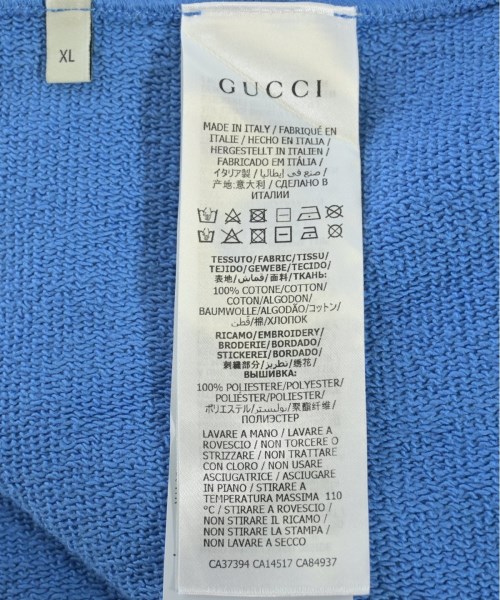 XL
GUCCI
MADE IN ITALY / FABRIQUÉ EN
ITALIE / HECHO EN ITALIA /
HERGESTELLT IN ITALIEN /
FABRICADO EM ITÁLIA /
イタリア製 / صنع في إيطاليا /
产地:意大利 / СДЕЛАНО В
ИТАЛИИ
TESSUTO/FABRIC/TISSU/
TEJIDO/GEWEBE/TECIDO/
表地/قماش/面料/ТКАНЬ:
100% COTONE/COTTON/
COTON/ALGODON/
BAUMWOLLE/ALGODÃO/コットン/
قطن/棉/ХЛОПОК
RICAMO/EMBROIDERY/
BRODERIE/BORDADO/
STICKEREI/BORDADO/
刺繍部分/تطريز/绣花/
ВЫШИВКА:
100% POLIESTERE/POLYESTER/
POLIÉSTER/POLYESTER/
ポリエステル/بوليستر/聚酯纤维/
ПОЛИЭСТЕР
LAVARE A MANO / LAVARE A
ROVESCIO / NON TORCERE O
STRIZZARE / NON TRATTARE
CON CLORO / NON USARE
ASCIUGATRICE / ASCIUGARE
IN PIANO / STIRARE A
TEMPERATURA MASSIMA 110
°C / STIRARE A ROVESCIO /
NON STIRARE IL RICAMO /
NON STIRARE LA STAMPA /
NON LAVARE A SECCO
CA37394 CA14517 CA84937